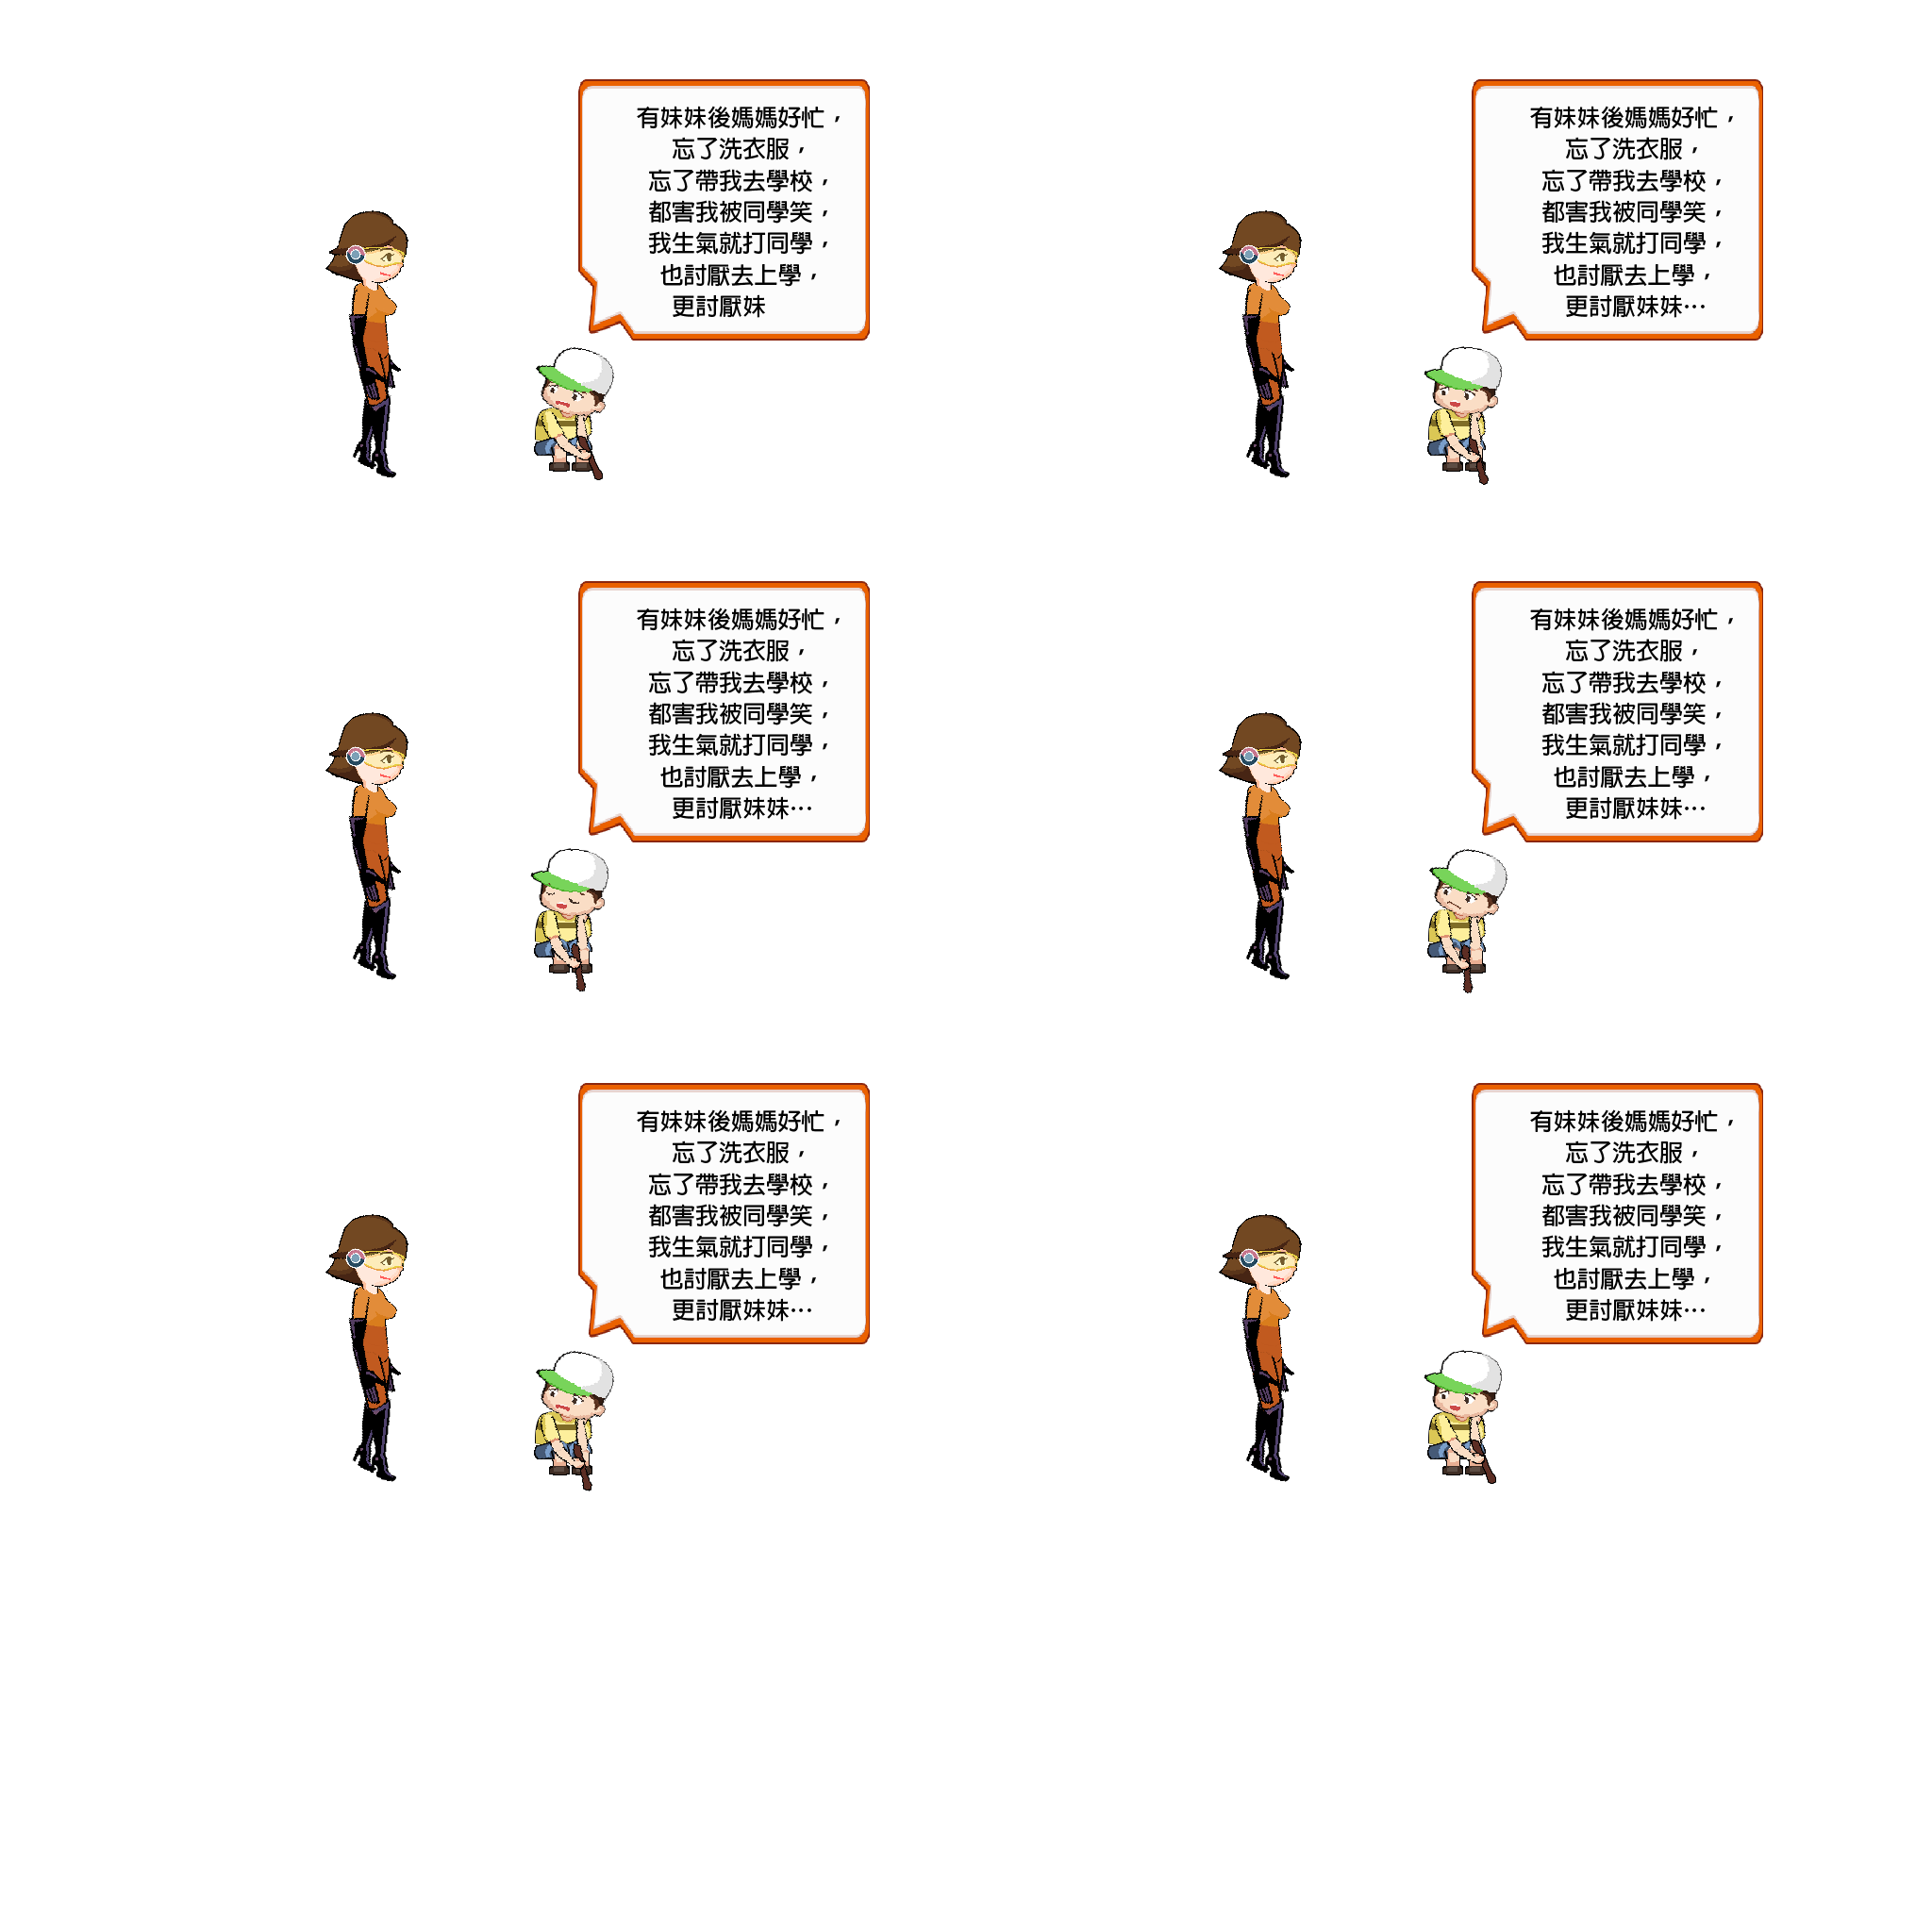 有妹妹後媽媽好忙，
忘了洗衣服，
忘了帶我去學校，
都害我被同學笑，
我生氣就打同學，
也討厭去上學，
更討厭妹
有妹妹後媽媽好忙，
忘了洗衣服，
忘了帶我去學校，
都害我被同學笑，
我生氣就打同學，
也討厭去上學，
更討厭妹妹…
有妹妹後媽媽好忙，
忘了洗衣服，
忘了帶我去學校，
都害我被同學笑，
我生氣就打同學，
也討厭去上學，
更討厭妹妹…
有妹妹後媽媽好忙，
忘了洗衣服，
忘了帶我去學校，
都害我被同學笑，
我生氣就打同學，
也討厭去上學，
更討厭妹妹…
有妹妹後媽媽好忙，
忘了洗衣服，
忘了帶我去學校，
都害我被同學笑，
我生氣就打同學，
也討厭去上學，
更討厭妹妹…
有妹妹後媽媽好忙，
忘了洗衣服，
忘了帶我去學校，
都害我被同學笑，
我生氣就打同學，
也討厭去上學，
更討厭妹妹…